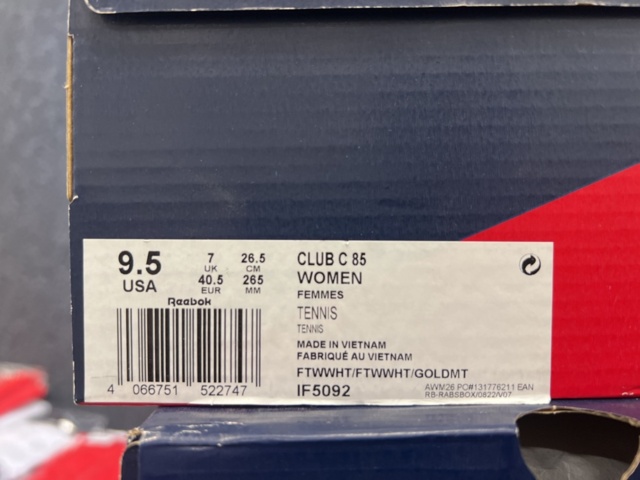 9.5
USA
7
UK
40.5
EUR
26.5
CM
265
MM
Reebok
4 066751 522747
CLUB C 85
WOMEN
FEMMES
TENNIS
TENNIS
MADE IN VIETNAM
FABRIQUÉ AU VIETNAM
FTWWHT/FTWWHT/GOLDMT
IF5092
AWM26 PO#131776211 EAN
RB-RABSBOX/0822/V07